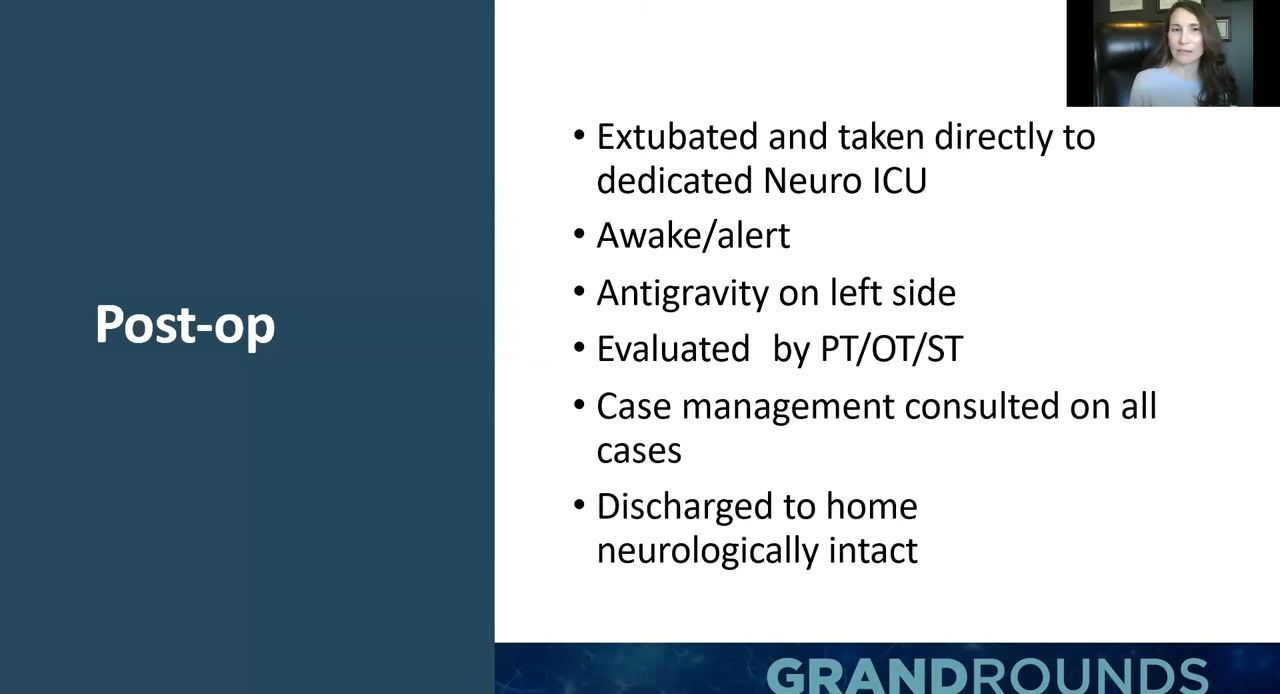 Post-op
• Extubated and taken directly to
dedicated Neuro ICU
• Awake/alert
• Antigravity on left side
• Evaluated  by PT/OT/ST
• Case management consulted on all
cases
• Discharged to home
neurologically intact
GRANDROUNDS